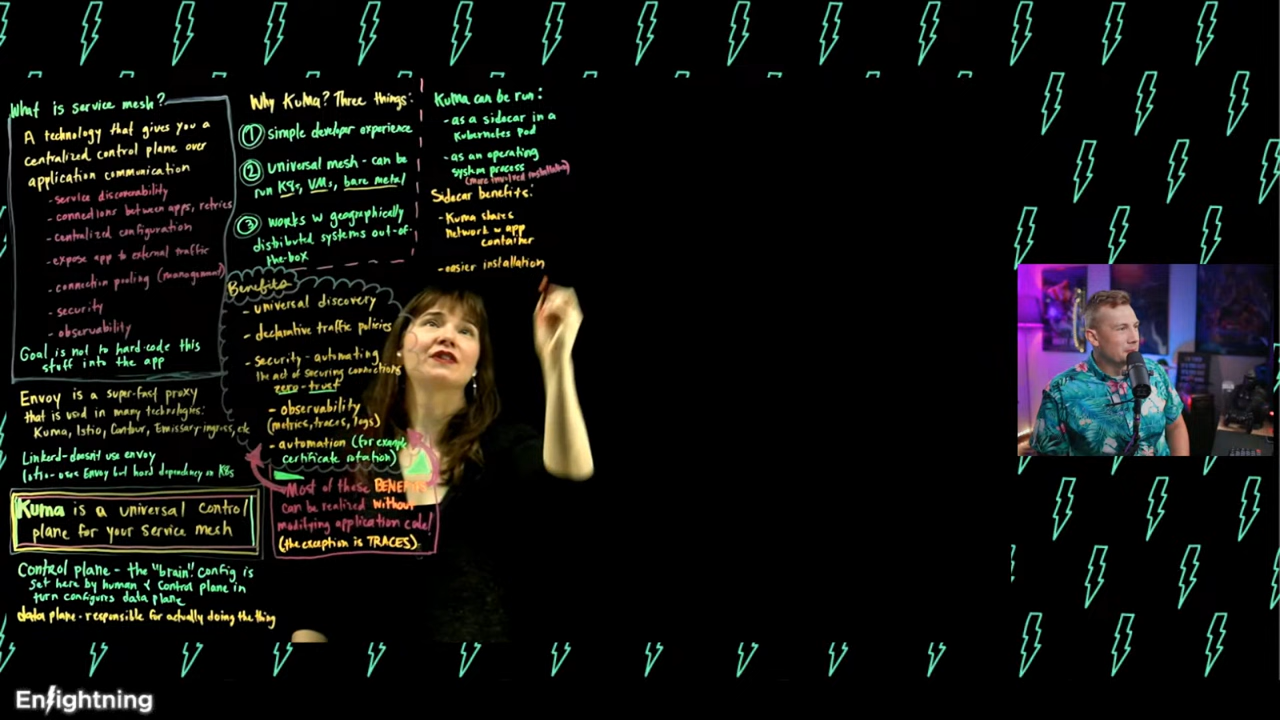 What is service mesh?
A technology that gives you a
centralized control plane over
application communication
- service discoverability
- connections between apps, retries
- centralized configuration
- expose app to external traffic
- connection pooling (management)
- security
- observability
Goal is not to hard-code this
stuff into the app
Envoy is a super-fast proxy
that is used in many technologies:
Kuma, Istio, Contour, Emissary-ingress, etc
Linkerd - doesn't use envoy
Istio - uses Envoy but hard dependency on K8s
Kuma is a universal control
plane for your service mesh
Control plane - the "brain". Config is
set here by human & control plane in
turn configures data plane
data plane - responsible for actually doing the thing
Why Kuma? Three things:
① simple developer experience
② universal mesh - can be
run K8s, VMs, bare metal
③ works w geographically
distributed systems out-of-
the-box
Benefits
- universal discovery
- declarative traffic policies
- security - automating
the act of securing connections
zero-trust
- observability
(metrics, traces, logs)
- automation (for example
certificate rotation)
Most of these BENEFITS
can be realized without
modifying application code!
(the exception is TRACES)
Kuma can be run:
- as a sidecar in a
Kubernetes pod
- as an operating
system process
(more involved installation)
Sidecar benefits:
- Kuma shares
network w app
container
- easier installation
Enlightning